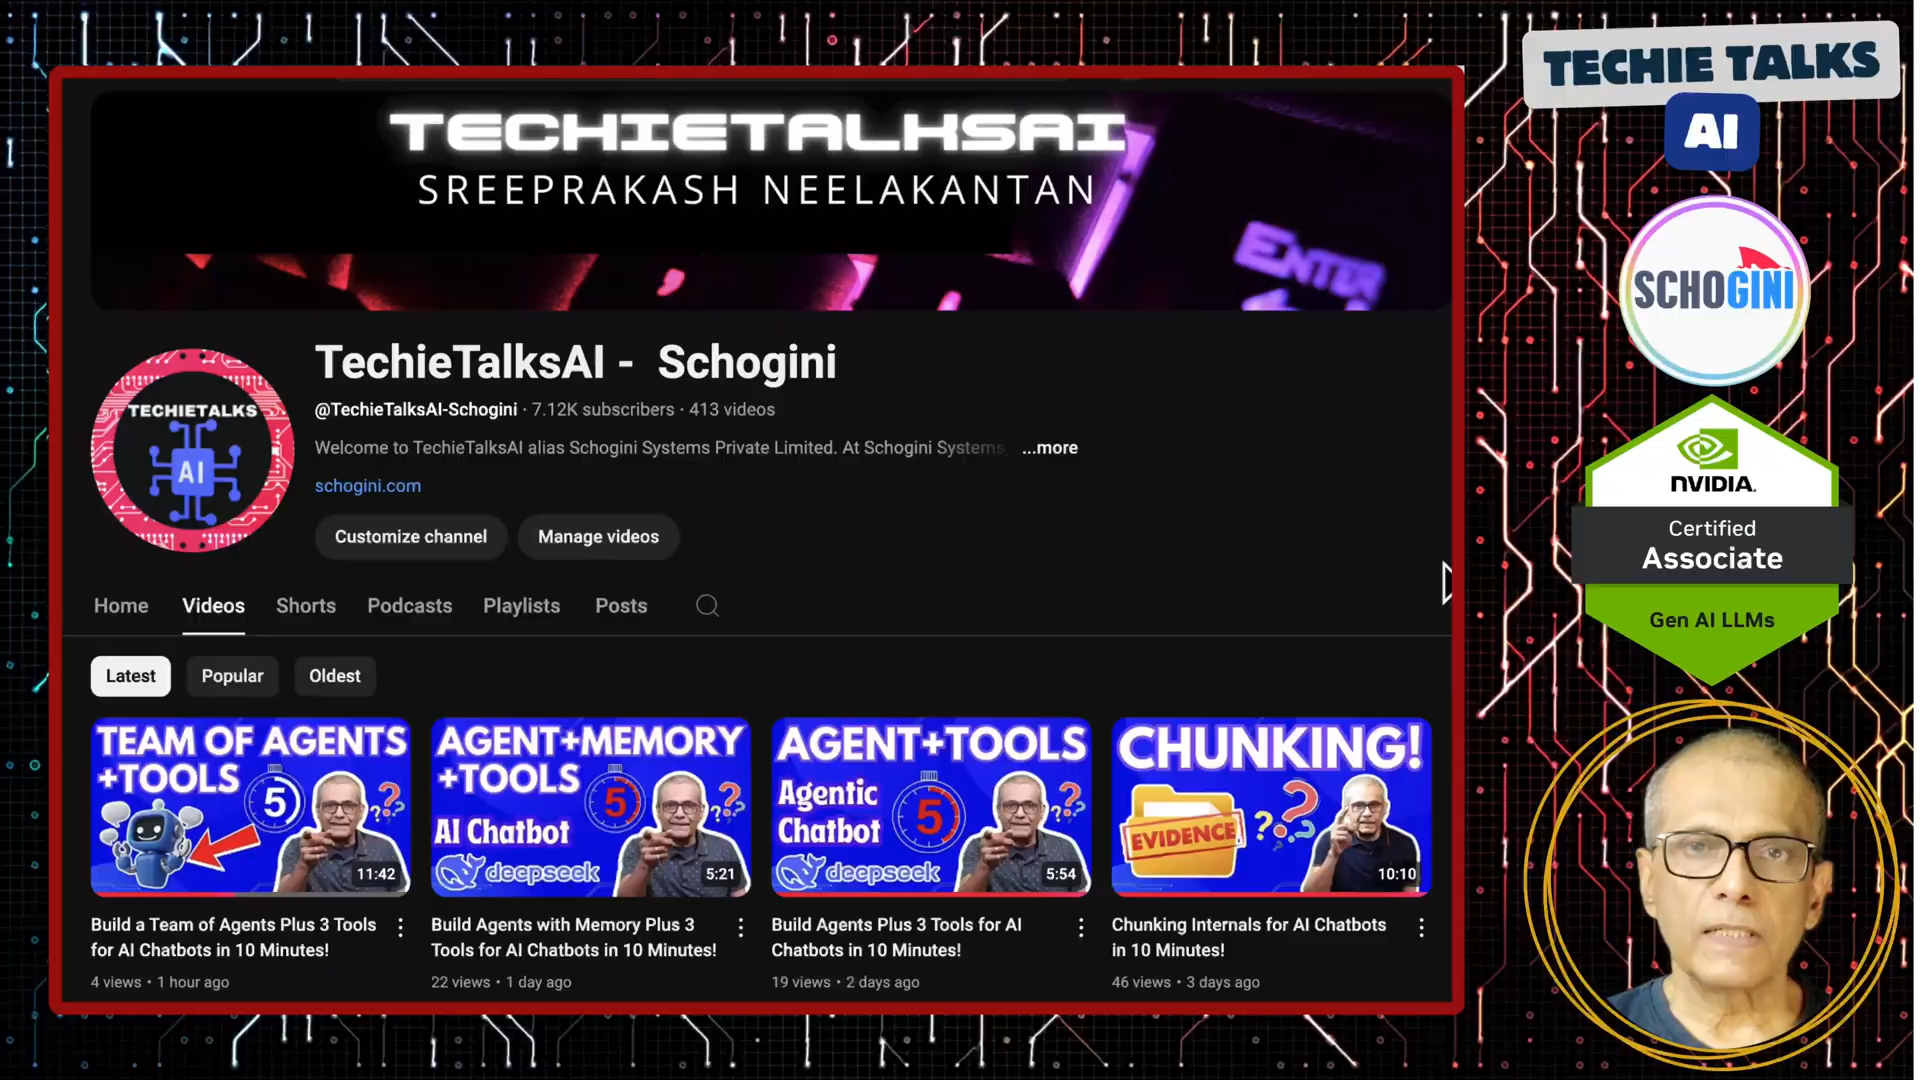 TECHIETALKSAI
SREEPRAKASH NEELAKANTAN
ENTER
TECHIETALKS
AI
TechieTalksAI - Schogini
@TechieTalksAI-Schogini · 7.12K subscribers · 413 videos
Welcome to TechieTalksAI alias Schogini Systems Private Limited. At Schogini Systems, ...more
schogini.com
Customize channel Manage videos
Home Videos Shorts Podcasts Playlists Posts
Latest Popular Oldest
TEAM OF AGENTS
+TOOLS
5
??
11:42
AGENT+MEMORY
+TOOLS
5
??
AI Chatbot
deepseek
5:21
AGENT+TOOLS
Agentic
Chatbot
5
??
deepseek
5:54
CHUNKING!
EVIDENCE
???
10:10
Build a Team of Agents Plus 3 Tools
for AI Chatbots in 10 Minutes!
4 views • 1 hour ago
Build Agents with Memory Plus 3
Tools for AI Chatbots in 10 Minutes!
22 views • 1 day ago
Build Agents Plus 3 Tools for AI
Chatbots in 10 Minutes!
19 views • 2 days ago
Chunking Internals for AI Chatbots
in 10 Minutes!
46 views • 3 days ago
TECHIE TALKS
AI
SCHOGINI
NVIDIA.
Certified
Associate
Gen AI LLMs